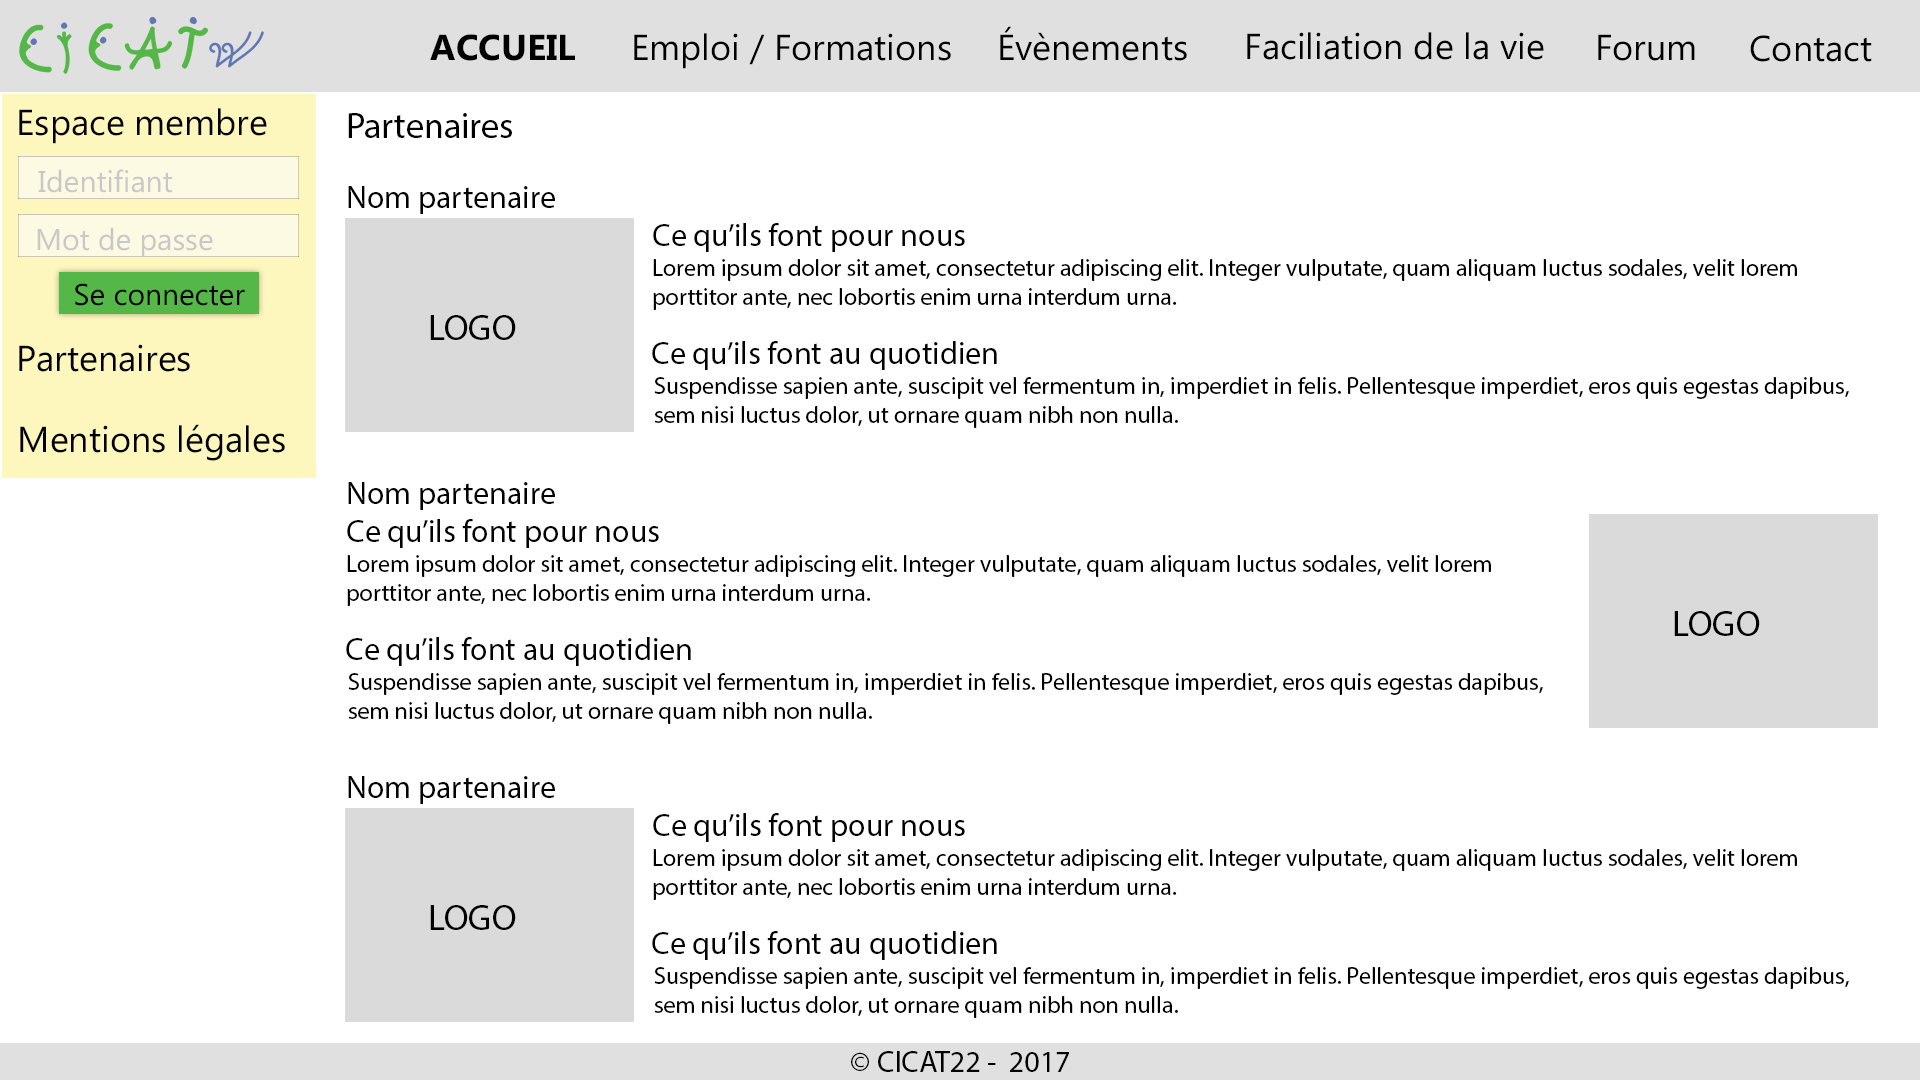 CiCAT22
ACCUEIL Emploi / Formations Évènements Faciliation de la vie Forum Contact
Espace membre
Identifiant
Mot de passe
Se connecter
Partenaires
Mentions légales
Partenaires
Nom partenaire
LOGO
Ce qu’ils font pour nous
Lorem ipsum dolor sit amet, consectetur adipiscing elit. Integer vulputate, quam aliquam luctus sodales, velit lorem
porttitor ante, nec lobortis enim urna interdum urna.
Ce qu’ils font au quotidien
Suspendisse sapien ante, suscipit vel fermentum in, imperdiet in felis. Pellentesque imperdiet, eros quis egestas dapibus,
sem nisi luctus dolor, ut ornare quam nibh non nulla.
Nom partenaire
Ce qu’ils font pour nous
Lorem ipsum dolor sit amet, consectetur adipiscing elit. Integer vulputate, quam aliquam luctus sodales, velit lorem
porttitor ante, nec lobortis enim urna interdum urna.
Ce qu’ils font au quotidien
Suspendisse sapien ante, suscipit vel fermentum in, imperdiet in felis. Pellentesque imperdiet, eros quis egestas dapibus,
sem nisi luctus dolor, ut ornare quam nibh non nulla.
LOGO
Nom partenaire
LOGO
Ce qu’ils font pour nous
Lorem ipsum dolor sit amet, consectetur adipiscing elit. Integer vulputate, quam aliquam luctus sodales, velit lorem
porttitor ante, nec lobortis enim urna interdum urna.
Ce qu’ils font au quotidien
Suspendisse sapien ante, suscipit vel fermentum in, imperdiet in felis. Pellentesque imperdiet, eros quis egestas dapibus,
sem nisi luctus dolor, ut ornare quam nibh non nulla.
© CICAT22 - 2017